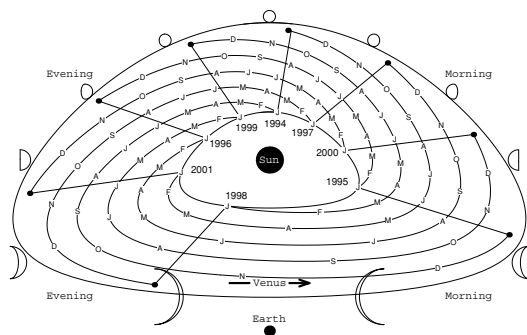 Evening
Morning
1999
1994
1997
1996
2000
2001
Sun
1995
1998
J F M A M J J A S O N D
J F M A M J J A S O N D
J F M A M J J A S O N D
J F M A M J J A S O N D
J F M A M J J A S O N D
J F M A M J J A S O N D
J F M A M J J A S O N D
J F M A M J J A S O N D
Evening
Venus
Morning
Earth